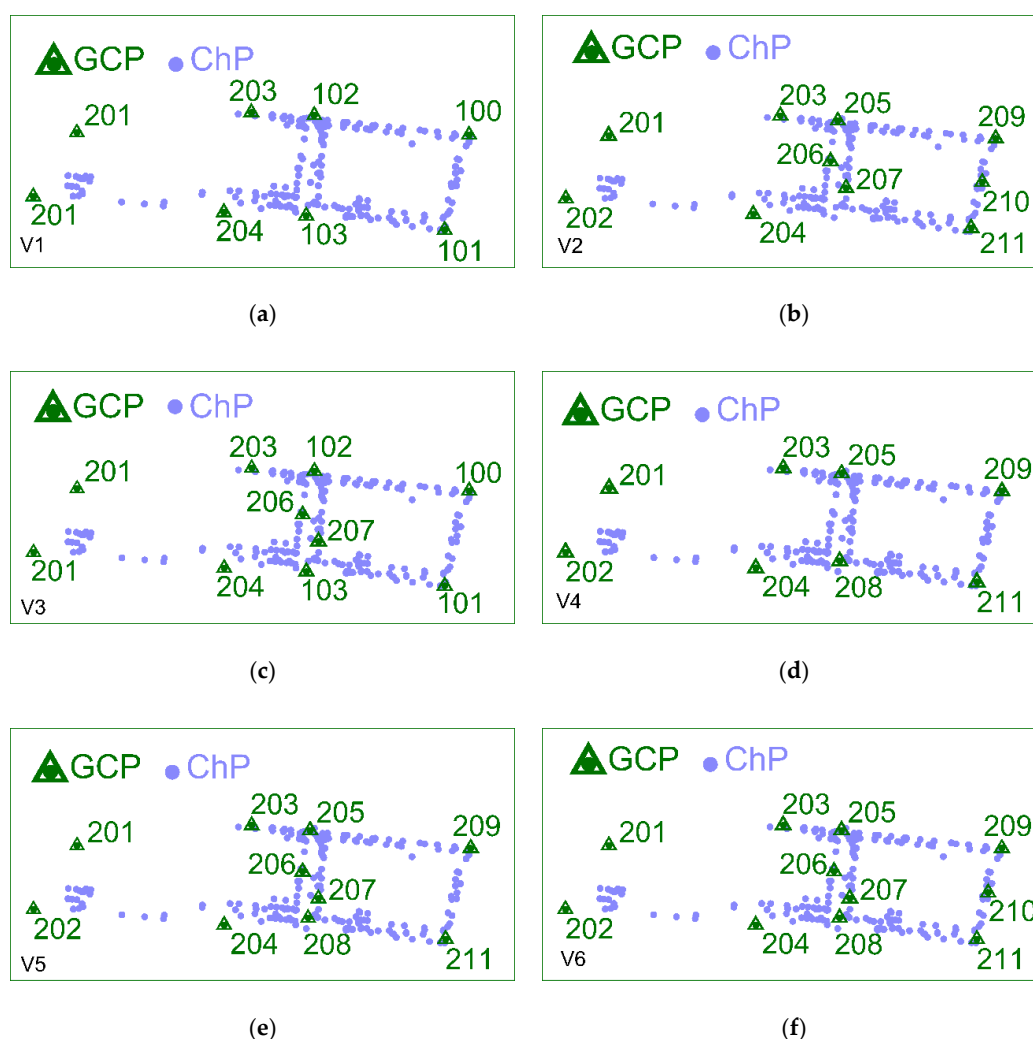 GCP ChP
203 102 100
201
201
204 103 101
V1
(a)
GCP ChP
203 205 209
201
206
207 210
202 204 211
V2
(b)
GCP ChP
203 102 100
201
206
207
201 204 103 101
V3
(c)
GCP ChP
203 205 209
201
202 204 208 211
V4
(d)
GCP ChP
203 205 209
201
206
207
202 204 208 211
V5
(e)
GCP ChP
203 205 209
201
206
207 210
202 204 208 211
V6
(f)